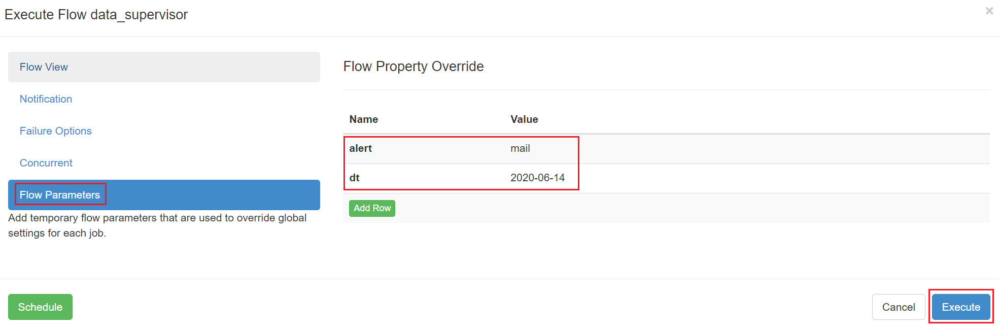 Execute Flow data_supervisor
×
Flow View
Notification
Failure Options
Concurrent
Flow Parameters
Add temporary flow parameters that are used to override global
settings for each job.
Flow Property Override
Name Value
alert mail
dt 2020-06-14
Add Row
Schedule
Cancel
Execute